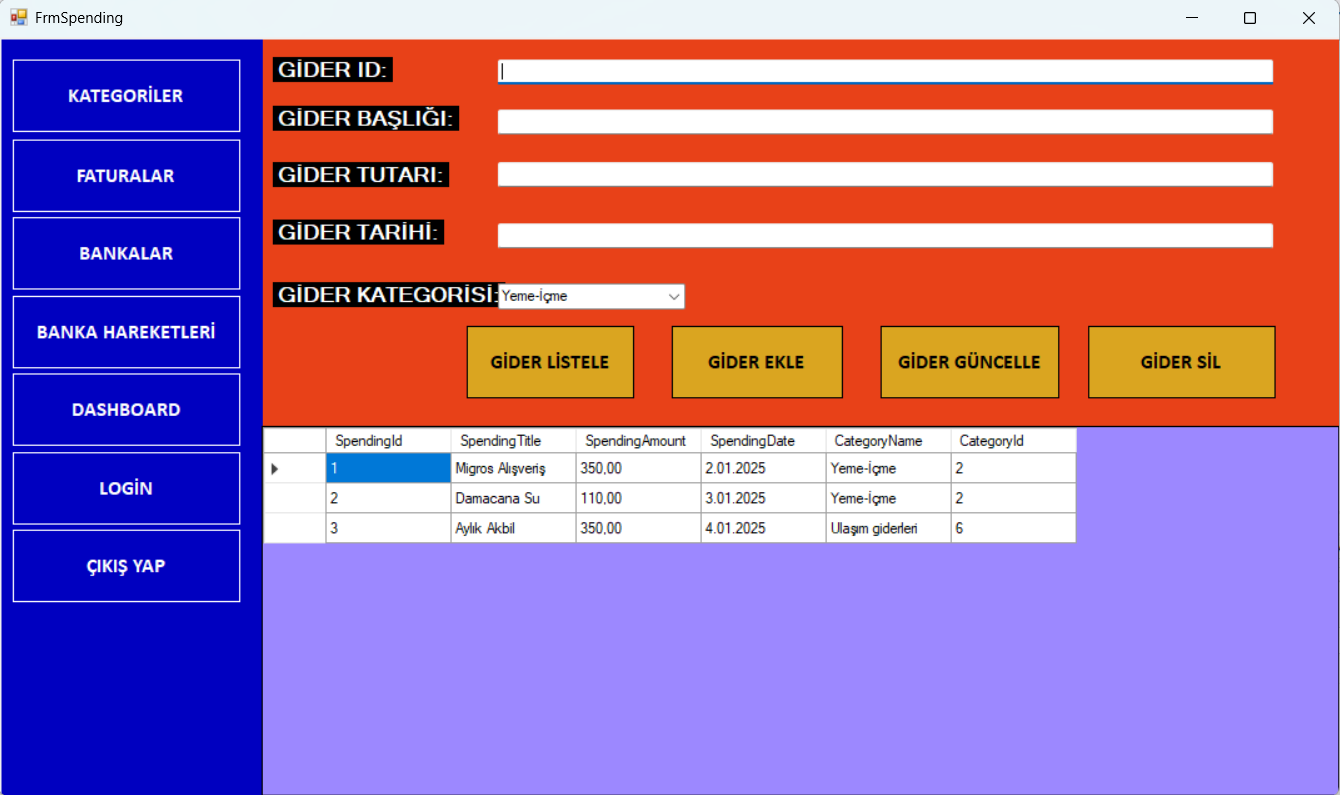 FrmSpending
KATEGORİLER
FATURALAR
BANKALAR
BANKA HAREKETLERİ
DASHBOARD
LOGİN
ÇIKIŞ YAP
GİDER ID:
GİDER BAŞLIĞI:
GİDER TUTARI:
GİDER TARİHİ:
GİDER KATEGORİSİ: Yeme-İçme
GİDER LİSTELE GİDER EKLE GİDER GÜNCELLE GİDER SİL
SpendingId SpendingTitle SpendingAmount SpendingDate CategoryName CategoryId
1 Migros Alışveriş 350,00 2.01.2025 Yeme-İçme 2
2 Damacana Su 110,00 3.01.2025 Yeme-İçme 2
3 Aylık Akbil 350,00 4.01.2025 Ulaşım giderleri 6